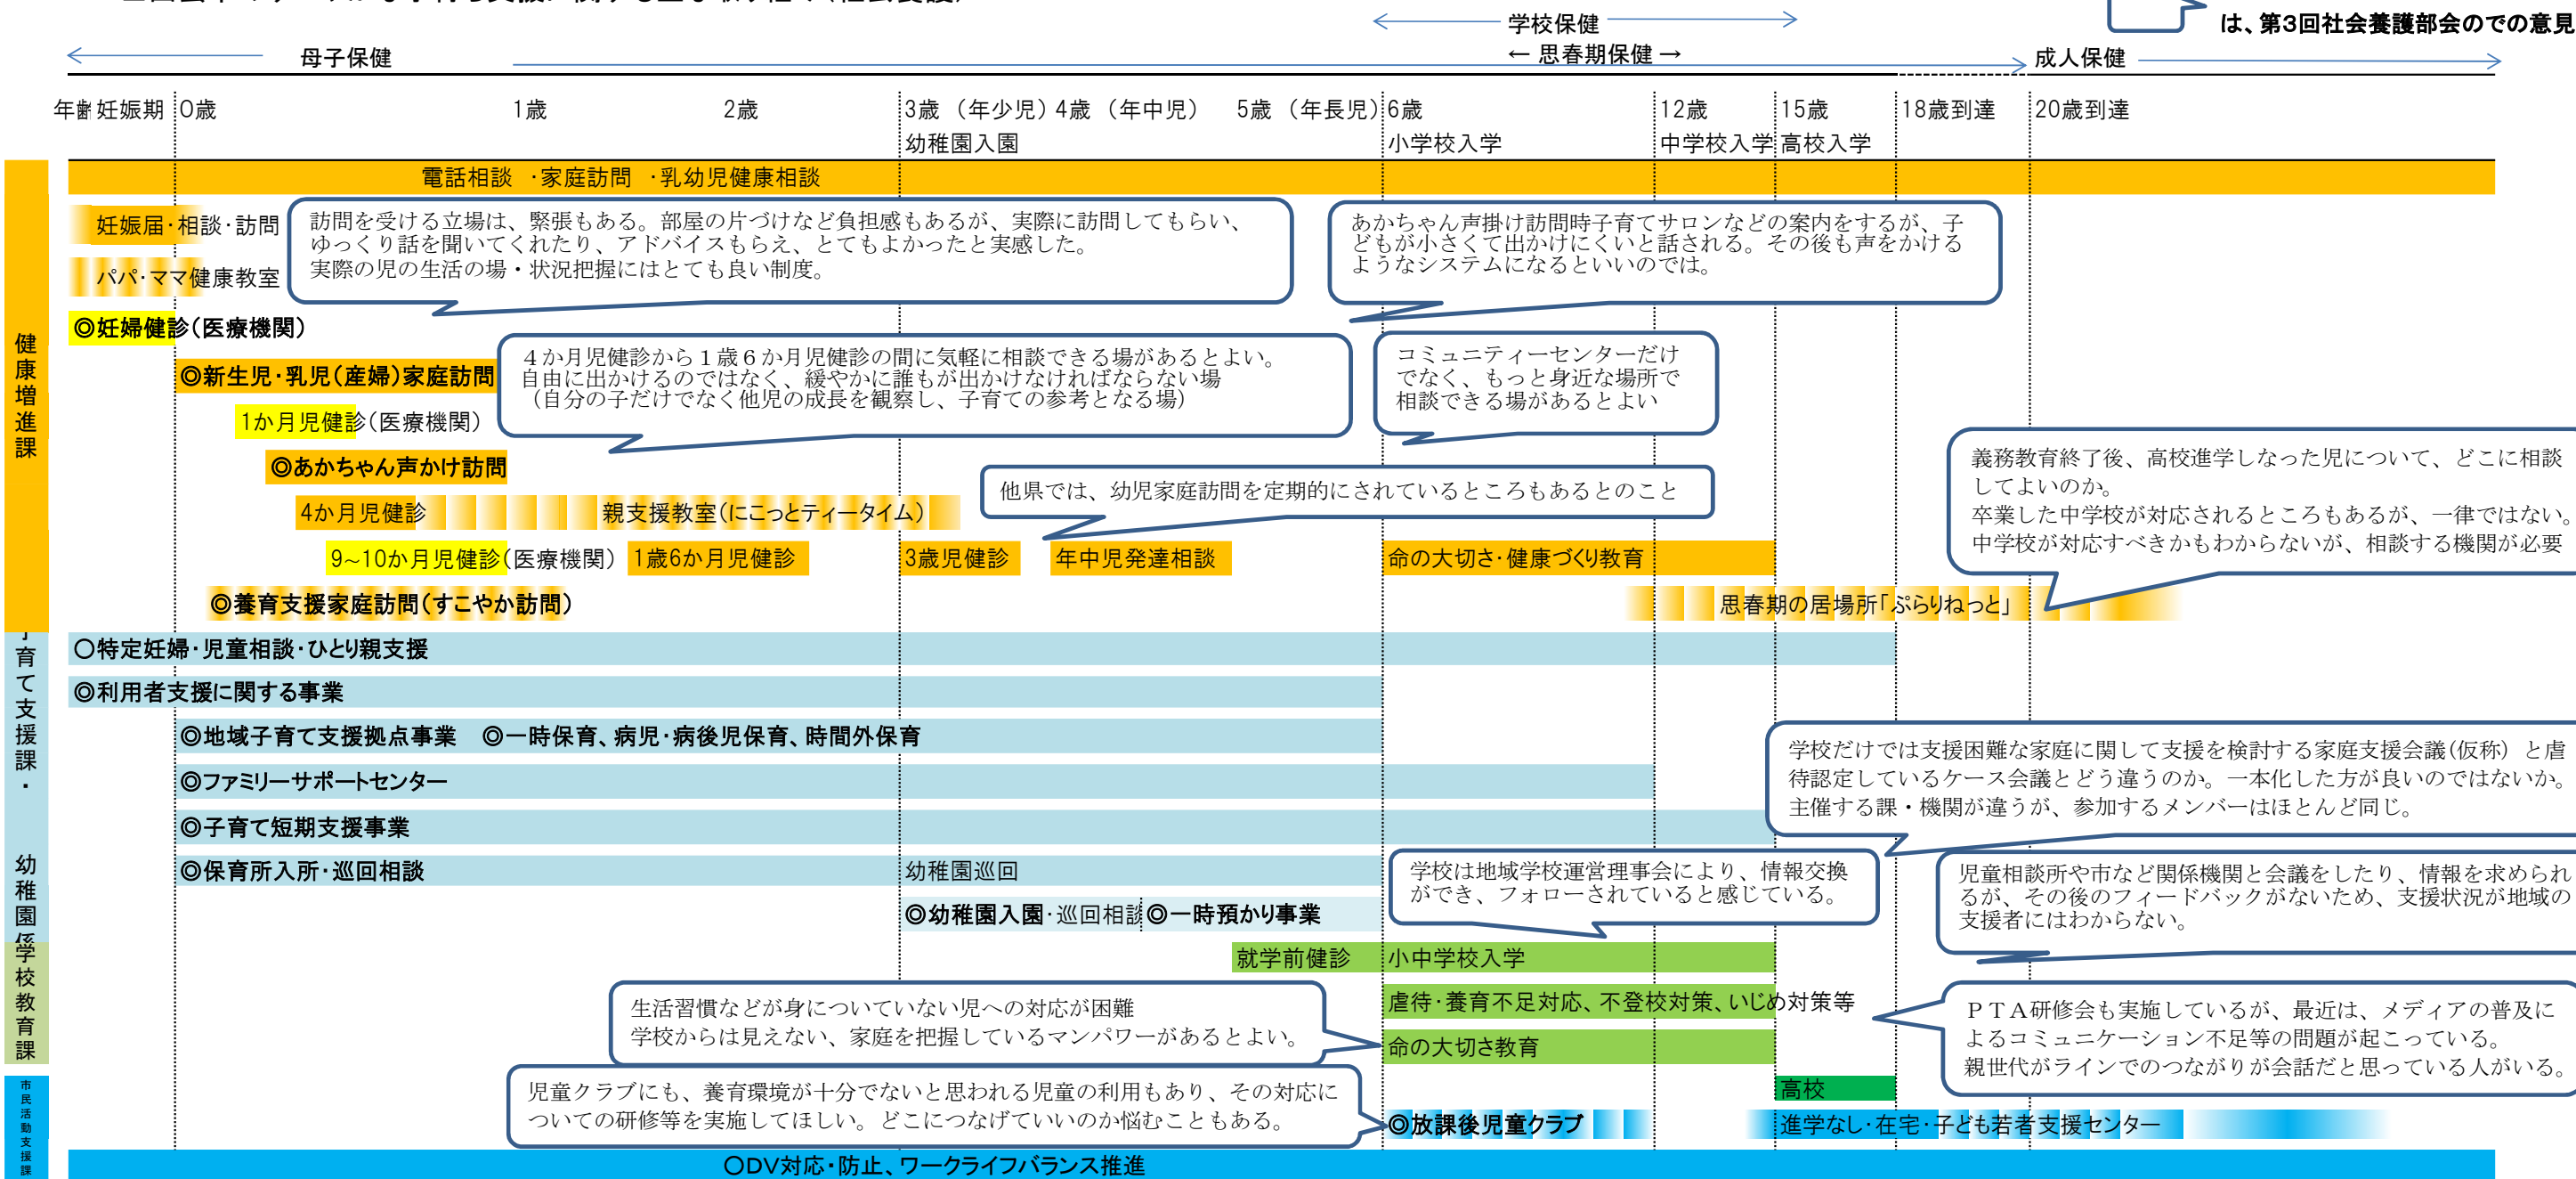 学校保健
は、第3回社会養護部会のでの意見
母子保健
← 思春期保健 →
成人保健
年齢
妊娠期
0歳
1歳
2歳
3歳 (年少児)
4歳 (年中児)
5歳 (年長児)
6歳
12歳
15歳
18歳到達
20歳到達
幼稚園入園
小学校入学
中学校入学
高校入学
健康増進課
電話相談 ・家庭訪問 ・乳幼児健康相談
妊娠届・相談・訪問
訪問を受ける立場は、緊張もある。部屋の片づけなど負担感もあるが、実際に訪問してもらい、
ゆっくり話を聞いてくれたり、アドバイスもらえ、とてもよかったと実感した。
実際の児の生活の場・状況把握にはとても良い制度。
あかちゃん声掛け訪問時子育てサロンなどの案内をするが、子
どもが小さくて出かけにくいと話される。その後も声をかける
ようなシステムになるといいのでは。
パパ・ママ健康教室
◎妊婦健診(医療機関)
◎新生児・乳児(産婦)家庭訪問
4か月児健診から1歳6か月児健診の間に気軽に相談できる場があるとよい。
自由に出かけるのではなく、緩やかに誰もが出かけなければならない場
(自分の子だけでなく他児の成長を観察し、子育ての参考となる場)
コミュニティーセンターだけ
でなく、もっと身近な場所で
相談できる場があるとよい
1か月児健診(医療機関)
◎あかちゃん声かけ訪問
他県では、幼児家庭訪問を定期的にされているところもあるとのこと
義務教育終了後、高校進学しなった児について、どこに相談
してよいのか。
卒業した中学校が対応されるところもあるが、一律ではない。
中学校が対応すべきかもわからないが、相談する機関が必要
4か月児健診
親支援教室(にこっとティータイム)
9~10か月児健診(医療機関)
1歳6か月児健診
3歳児健診
年中児発達相談
命の大切さ・健康づくり教育
◎養育支援家庭訪問(すこやか訪問)
思春期の居場所「ぷらりねっと」
育て支援課・
幼稚園係
〇特定妊婦・児童相談・ひとり親支援
◎利用者支援に関する事業
◎地域子育て支援拠点事業 ◎一時保育、病児・病後児保育、時間外保育
◎ファミリーサポートセンター
◎子育て短期支援事業
学校だけでは支援困難な家庭に関して支援を検討する家庭支援会議(仮称) と虐
待認定しているケース会議とどう違うのか。一本化した方が良いのではないか。
主催する課・機関が違うが、参加するメンバーはほとんど同じ。
◎保育所入所・巡回相談
幼稚園巡回
学校は地域学校運営理事会により、情報交換
ができ、フォローされていると感じている。
児童相談所や市など関係機関と会議をしたり、情報を求められ
るが、その後のフィードバックがないため、支援状況が地域の
支援者にはわからない。
◎幼稚園入園・巡回相談
◎一時預かり事業
学校教育課
就学前健診
小中学校入学
生活習慣などが身についていない児への対応が困難
学校からは見えない、家庭を把握しているマンパワーがあるとよい。
虐待・養育不足対応、不登校対策、いじめ対策等
PTA研修会も実施しているが、最近は、メディアの普及に
よるコミュニケーション不足等の問題が起こっている。
親世代がラインでのつながりが会話だと思っている人がいる。
命の大切さ教育
市民活動支援課
児童クラブにも、養育環境が十分でないと思われる児童の利用もあり、その対応に
ついての研修等を実施してほしい。どこにつなげていいのか悩むこともある。
高校
◎放課後児童クラブ
進学なし・在宅・子ども若者支援センター
〇DV対応・防止、ワークライフバランス推進